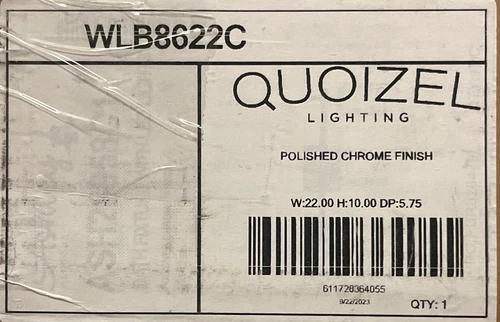 WLB8622C
QUOIZEL
LIGHTING
POLISHED CHROME FINISH
W:22.00 H:10.00 DP:5.75
611728364055
9/22/2023
QTY: 1